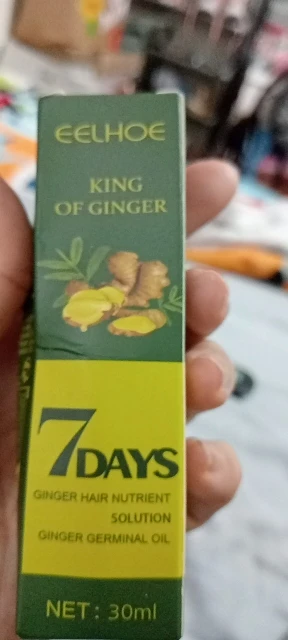 EELHOE
KING
OF GINGER
7DAYS
GINGER HAIR NUTRIENT
SOLUTION
GINGER GERMINAL OIL
NET: 30ml